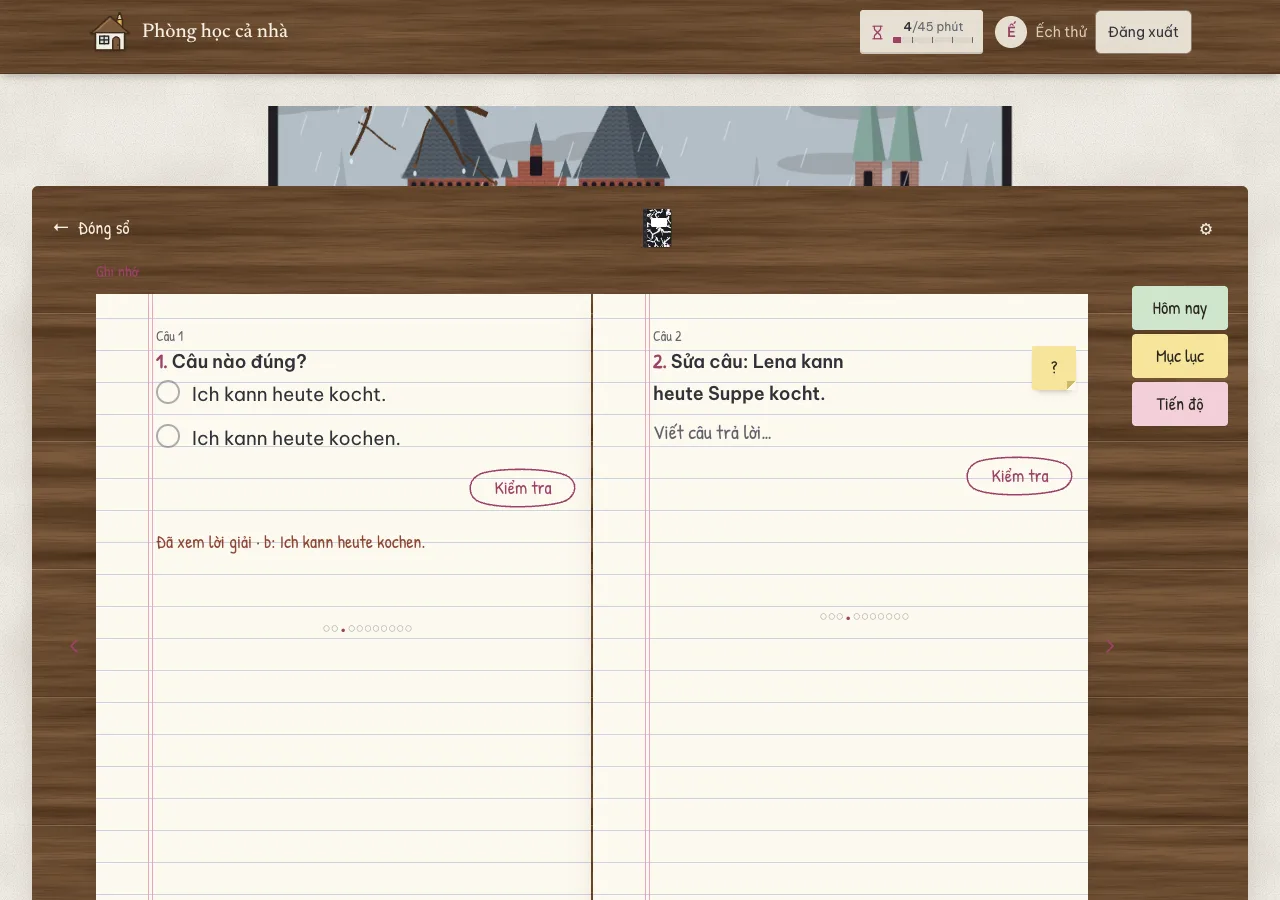 Phòng học cả nhà
4/45 phút
Ế
Ếch thử
Đăng xuất
← Đóng sổ
Ghi nhớ
Hôm nay
Mục lục
Tiến độ
Câu 1
1. Câu nào đúng?
Ich kann heute kocht.
Ich kann heute kochen.
Kiểm tra
Đã xem lời giải · b: Ich kann heute kochen.
Câu 2
2. Sửa câu: Lena kann
heute Suppe kocht.
?
Viết câu trả lời...
Kiểm tra